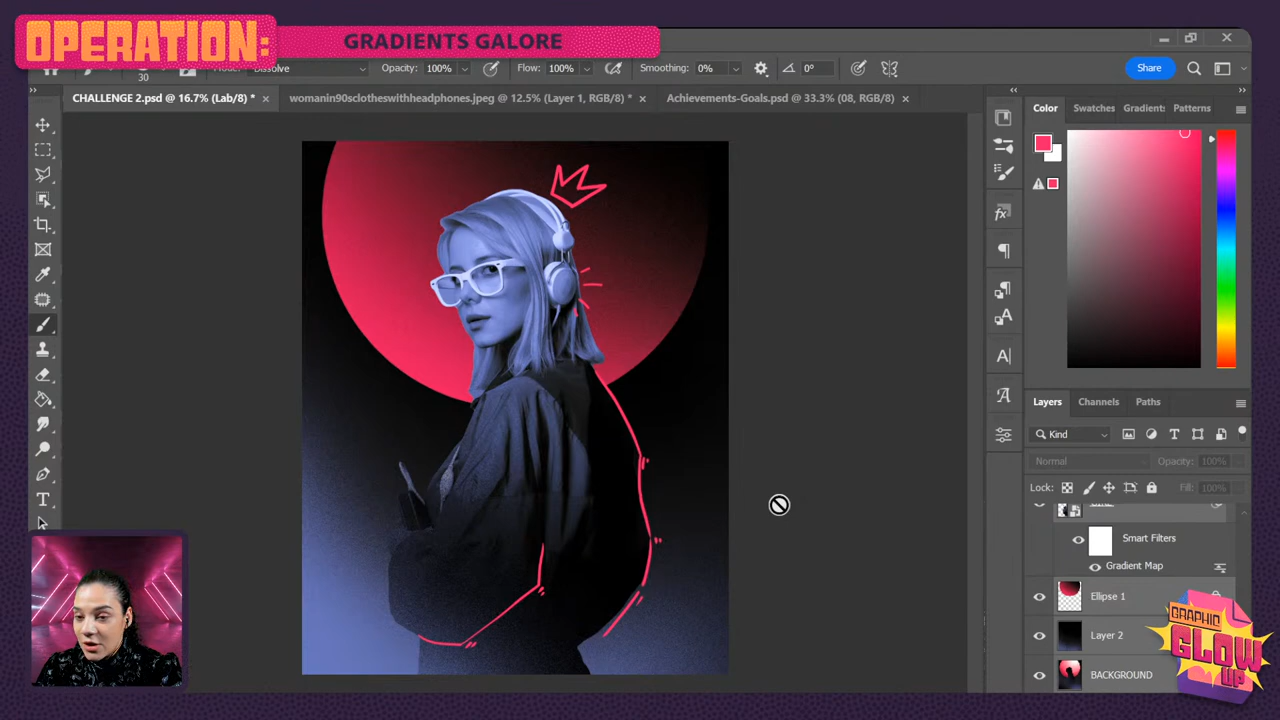 OPERATION:
GRADIENTS GALORE
30
Dissolve
Opacity: 100%
Flow: 100%
Smoothing: 0%
0°
Share
CHALLENGE 2.psd @ 16.7% (Lab/8) *
womanin90sclotheswithheadphones.jpeg @ 12.5% (Layer 1, RGB/8) *
Achievements-Goals.psd @ 33.3% (08, RGB/8)
Color
Swatches
Gradient
Patterns
Layers
Channels
Paths
Kind
Normal
Opacity: 100%
Lock:
Fill: 100%
Smart Filters
Gradient Map
Ellipse 1
Layer 2
BACKGROUND
GRAPHIC
GLOW
UP